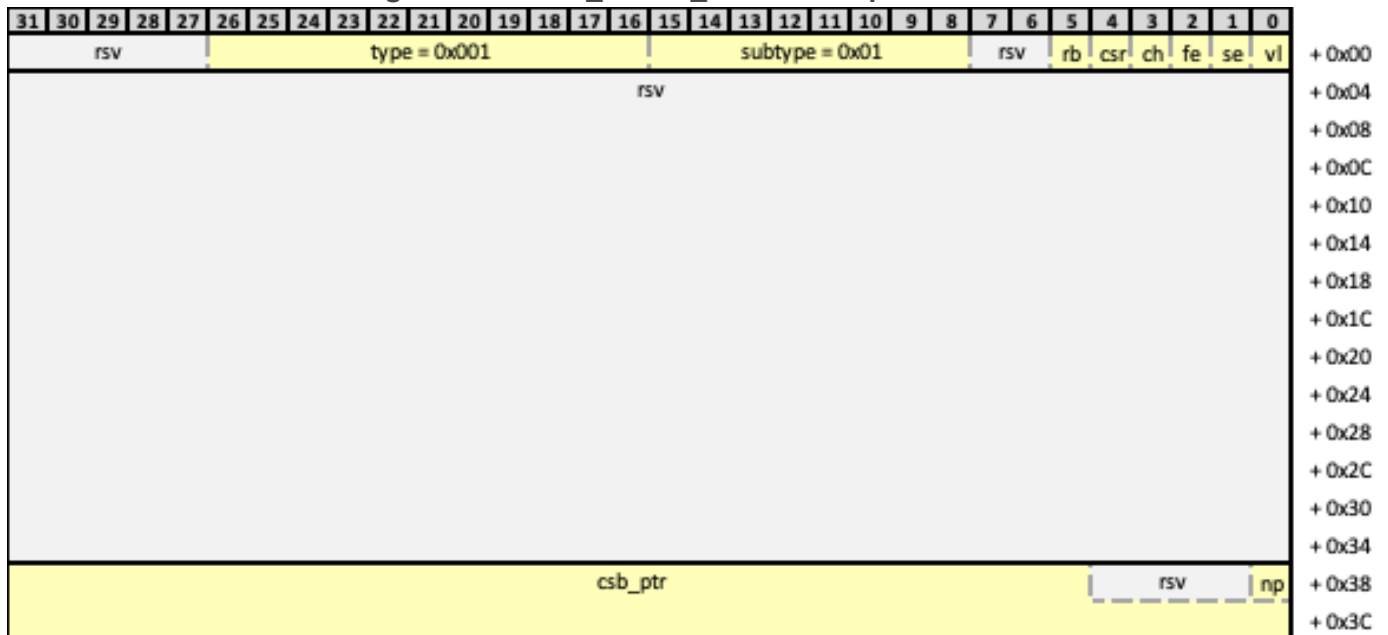 31 30 29 28 27 26 25 24 23 22 21 20 19 18 17 16 15 14 13 12 11 10 9 8 7 6 5 4 3 2 1 0
rsv type = 0x001 subtype = 0x01 rsv rb csr ch fe se vl + 0x00
rsv + 0x04
+ 0x08
+ 0x0C
+ 0x10
+ 0x14
+ 0x18
+ 0x1C
+ 0x20
+ 0x24
+ 0x28
+ 0x2C
+ 0x30
+ 0x34
csb_ptr rsv np + 0x38
+ 0x3C